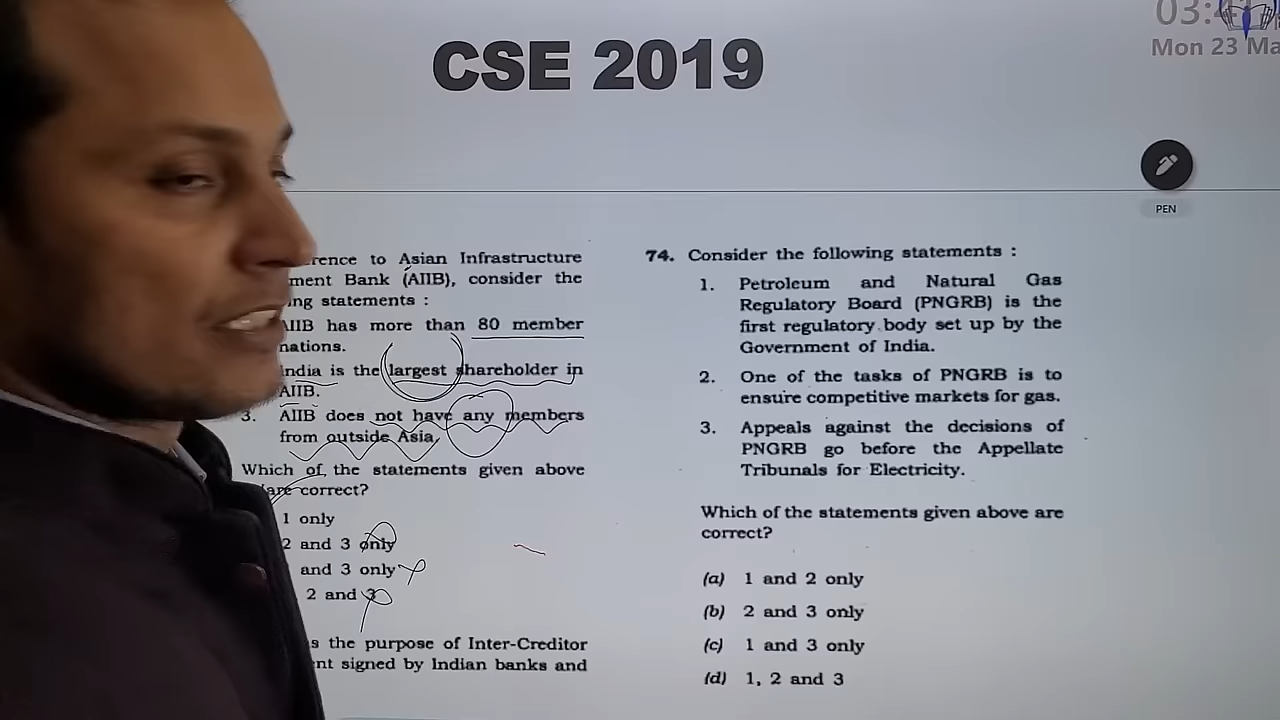 CSE 2019
Mon 23 Ma
PEN
rence to Asian Infrastructure
ment Bank (AIIB), consider the
ng statements :
AIIB has more than 80 member
nations.
India is the largest shareholder in
AIIB.
3. AIIB does not have any members
from outside Asia.
Which of the statements given above
are correct?
1 only
2 and 3 only
and 3 only
2 and 3
s the purpose of Inter-Creditor
nt signed by Indian banks and
74. Consider the following statements :
1. Petroleum and Natural Gas
Regulatory Board (PNGRB) is the
first regulatory body set up by the
Government of India.
2. One of the tasks of PNGRB is to
ensure competitive markets for gas.
3. Appeals against the decisions of
PNGRB go before the Appellate
Tribunals for Electricity.
Which of the statements given above are
correct?
(a) 1 and 2 only
(b) 2 and 3 only
(c) 1 and 3 only
(d) 1, 2 and 3